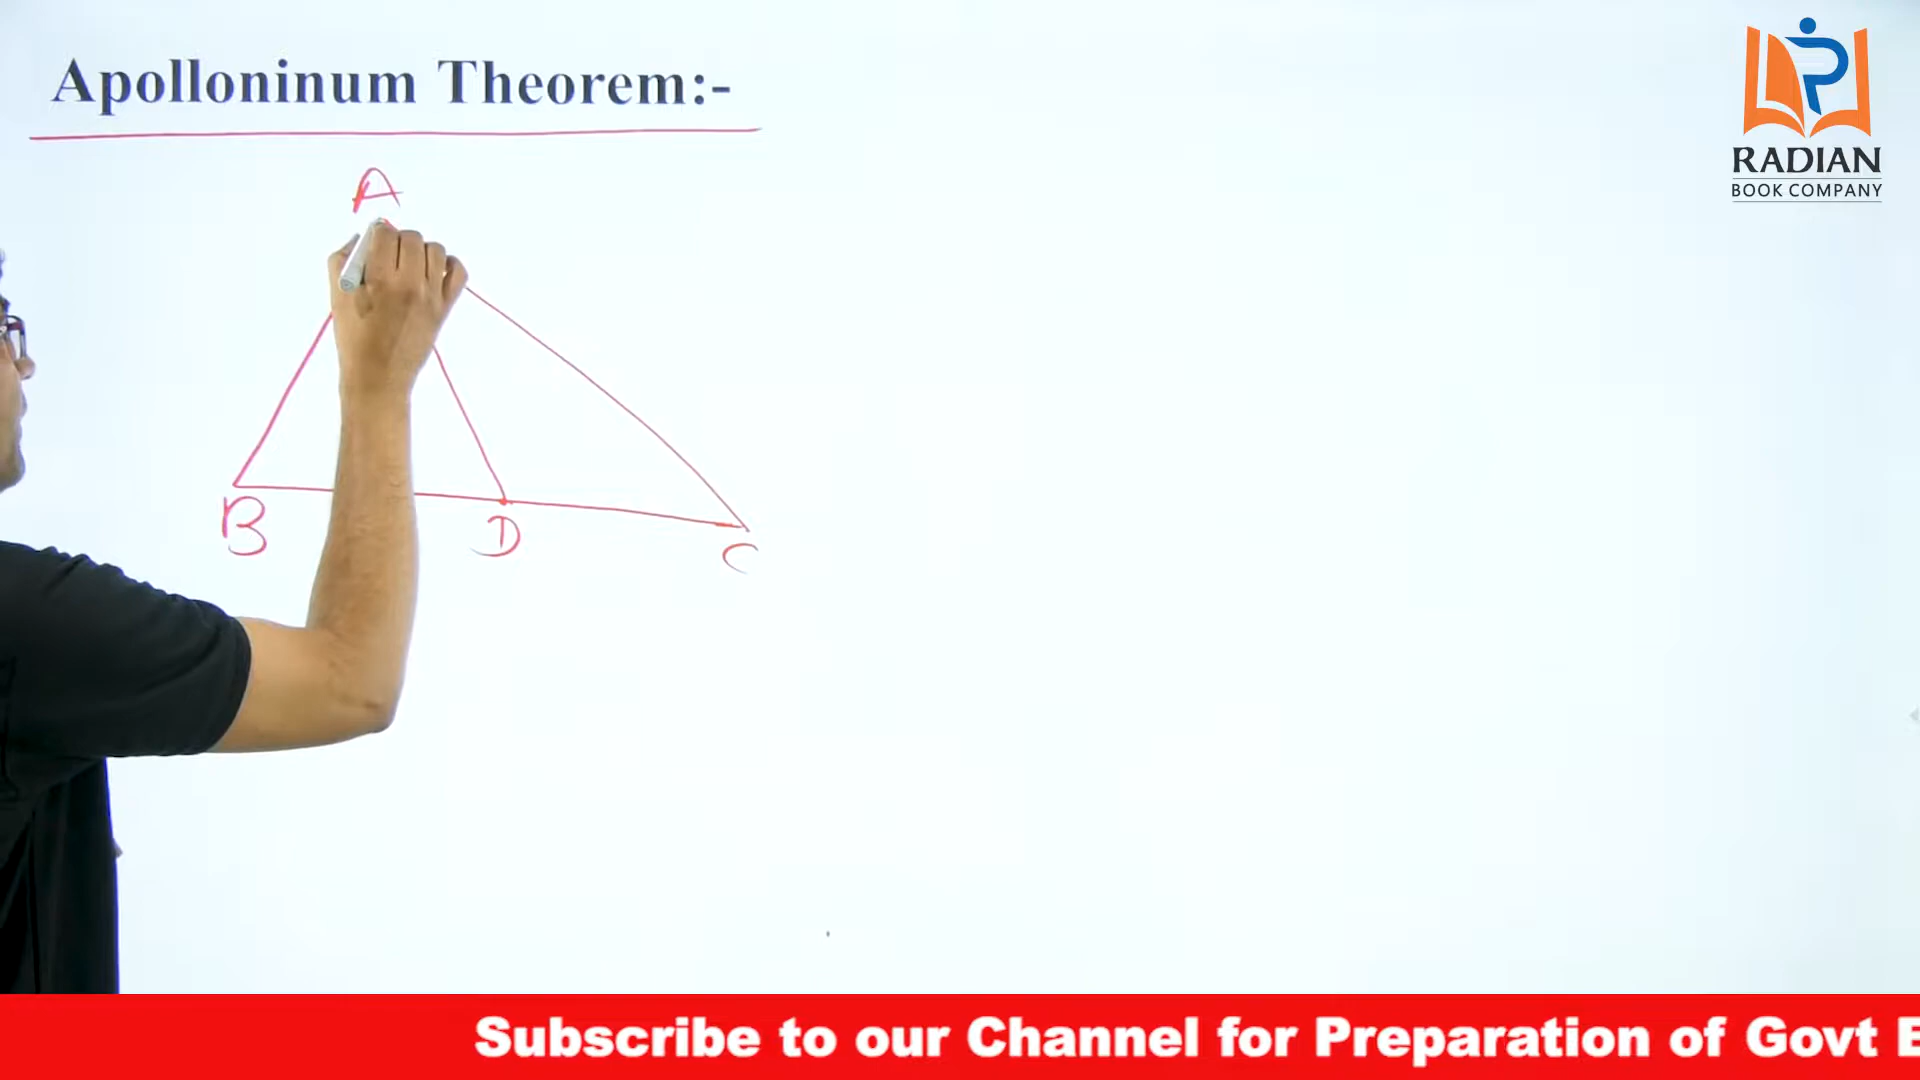 Apolloninum Theorem:-
RADIAN
BOOK COMPANY
A
B
D
C
Subscribe to our Channel for Preparation of Govt E